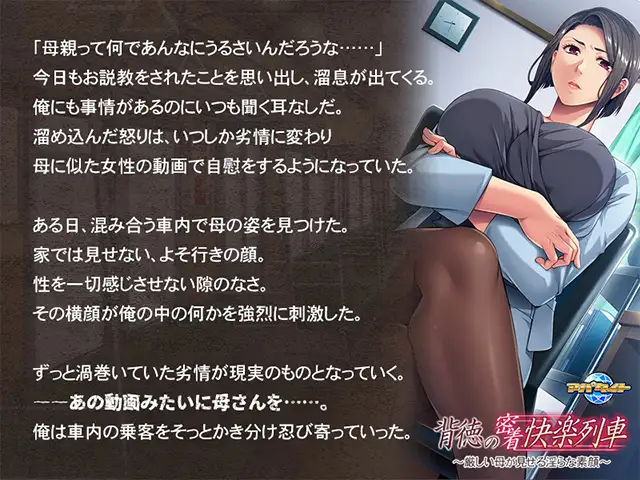 「母親って何であんなにうるさいんだろうな……」
今日もお説教をされたことを思い出し、溜息が出てくる。
俺にも事情があるのにいつも聞く耳なしだ。
溜め込んだ怒りは、いつしか劣情に変わり
母に似た女性の動画で自慰をするようになっていた。
ある日、混み合う車内で母の姿を見つけた。
家では見せない、よそ行きの顔。
性を一切感じさせない隙のなさ。
その横顔が俺の中の何かを強烈に刺激した。
ずっと渦巻いていた劣情が現実のものとなっていく。
――あの動画みたいに母さんを……。
俺は車内の乗客をそっとかき分け忍び寄っていった。
アパタイト
背徳の密着快楽列車
～厳しい母が見せる淫らな素顔～